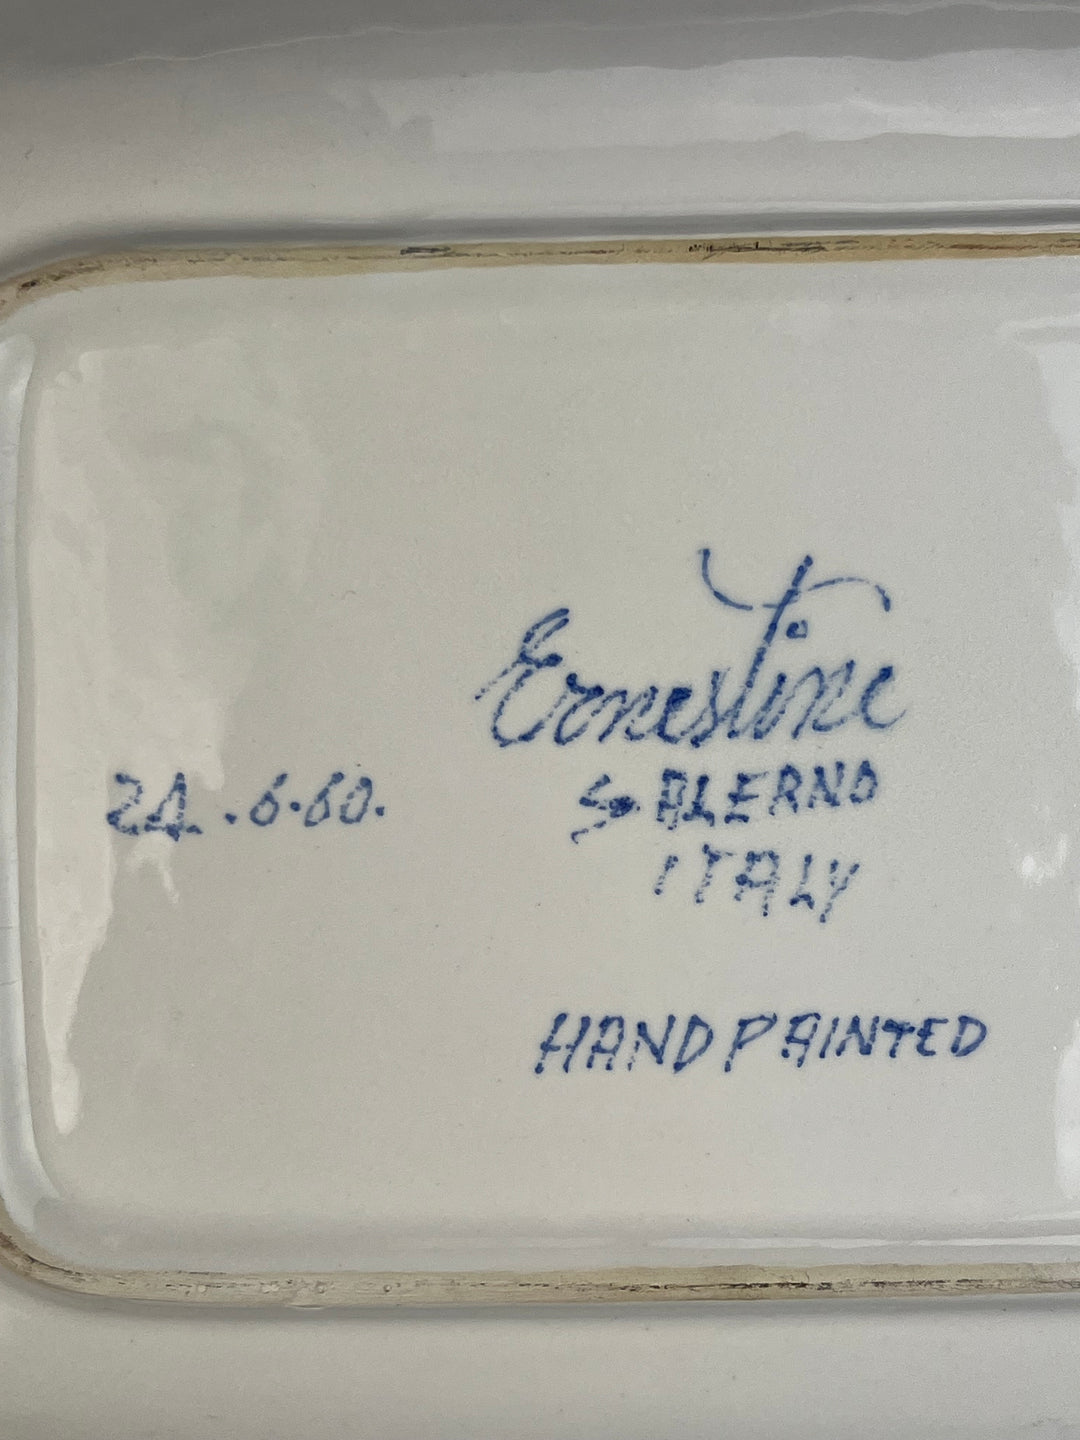 Ernestine
SALERNO
24.6.60.
ITALY
HAND PAINTED